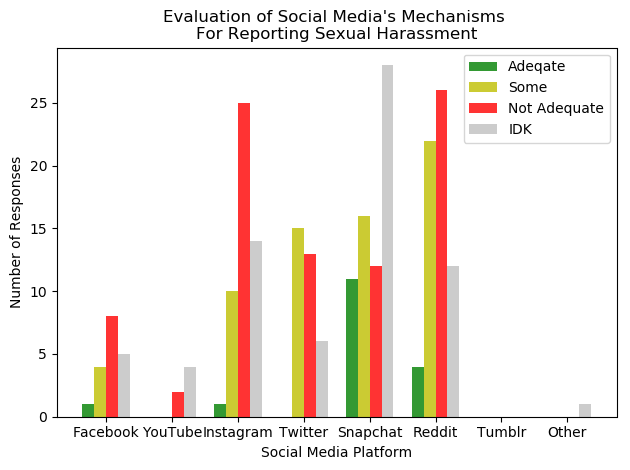 Evaluation of Social Media's Mechanisms
For Reporting Sexual Harassment
Adeqate
Some
Not Adequate
IDK
Number of Responses
25
20
15
10
5
0
Facebook YouTube Instagram Twitter Snapchat Reddit Tumblr Other
Social Media Platform